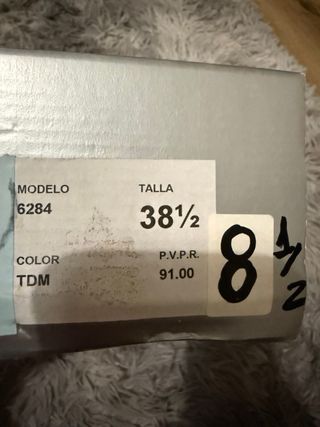 MODELO TALLA
6284 38½
COLOR P.V.P.R.
TDM 91.00
8 1/2